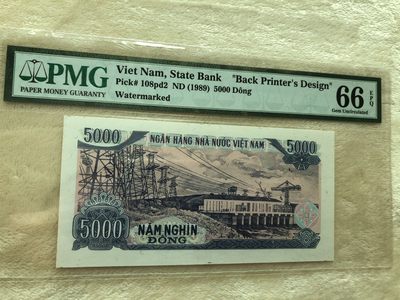 PMG
PAPER MONEY GUARANTY
Viet Nam, State Bank "Back Printer's Design"
Pick# 108pd2 ND (1989) 5000 Dông
Watermarked
66 EPQ
Gem Uncirculated
5000 NGÂN HÀNG NHÀ NƯỚC VIỆT NAM 5000
5000 NĂM NGHÌN 5000
ĐỒNG